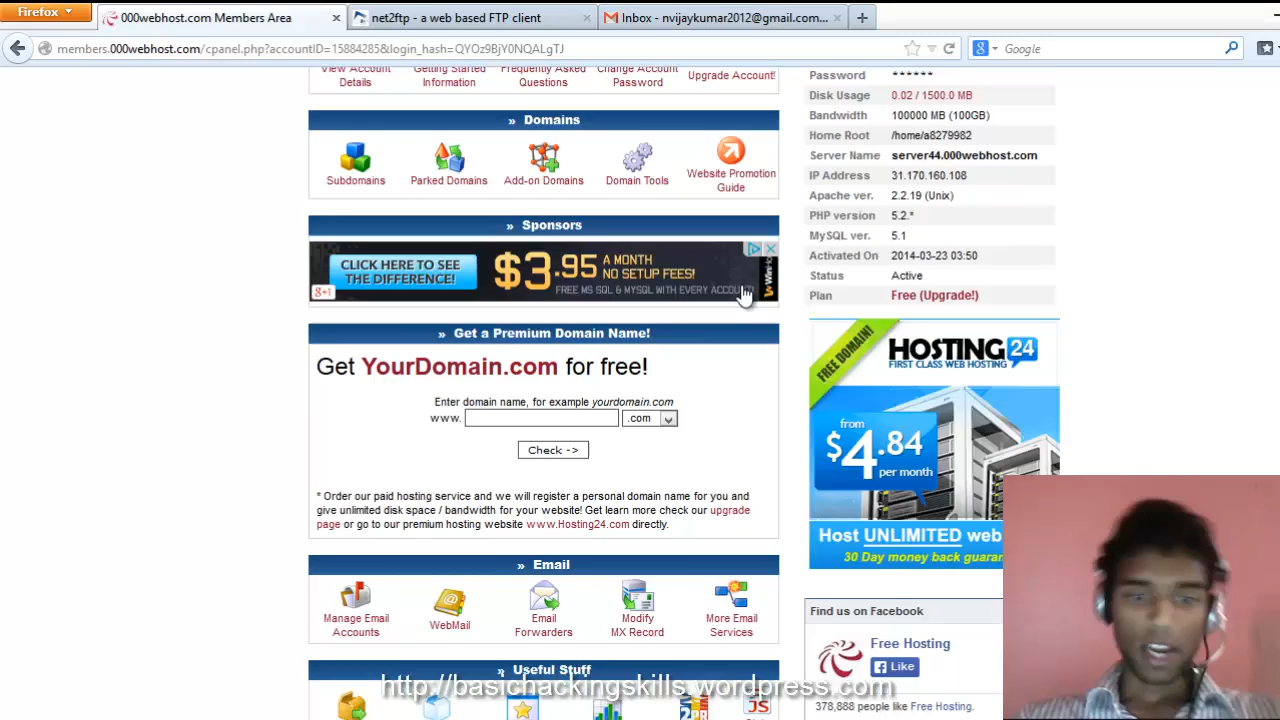 Firefox
000webhost.com Members Area
net2ftp - a web based FTP client
Inbox - nvijaykumar2012@gmail.com...
members.000webhost.com/cpanel.php?accountID=15884285&login_hash=QYOz9BjY0NQALgTJ
Google
View Account
Details
Getting Started
Information
Frequently Asked
Questions
Change Account
Password
Upgrade Account!
» Domains
Subdomains
Parked Domains
Add-on Domains
Domain Tools
Website Promotion
Guide
» Sponsors
CLICK HERE TO SEE
THE DIFFERENCE!
$3.95 A MONTH
NO SETUP FEES!
FREE MS SQL & MYSQL WITH EVERY ACCOUNT
g+1
» Get a Premium Domain Name!
Get YourDomain.com for free!
Enter domain name, for example yourdomain.com
www. .com
Check ->
* Order our paid hosting service and we will register a personal domain name for you and
give unlimited disk space / bandwidth for your website! Get learn more check our upgrade
page or go to our premium hosting website www.Hosting24.com directly.
» Email
Manage Email
Accounts
WebMail
Email
Forwarders
Modify
MX Record
More Email
Services
» Useful Stuff
JS
Password ******
Disk Usage 0.02 / 1500.0 MB
Bandwidth 100000 MB (100GB)
Home Root /home/a8279982
Server Name server44.000webhost.com
IP Address 31.170.160.108
Apache ver. 2.2.19 (Unix)
PHP version 5.2.*
MySQL ver. 5.1
Activated On 2014-03-23 03:50
Status Active
Plan Free (Upgrade!)
FREE DOMAIN!
HOSTING 24
FIRST CLASS WEB HOSTING
from
$4.84
per month
Host UNLIMITED web
30 Day money back guaran
Find us on Facebook
Free Hosting
Like
378,888 people like Free Hosting.
http://basichackingskills.wordpress.com